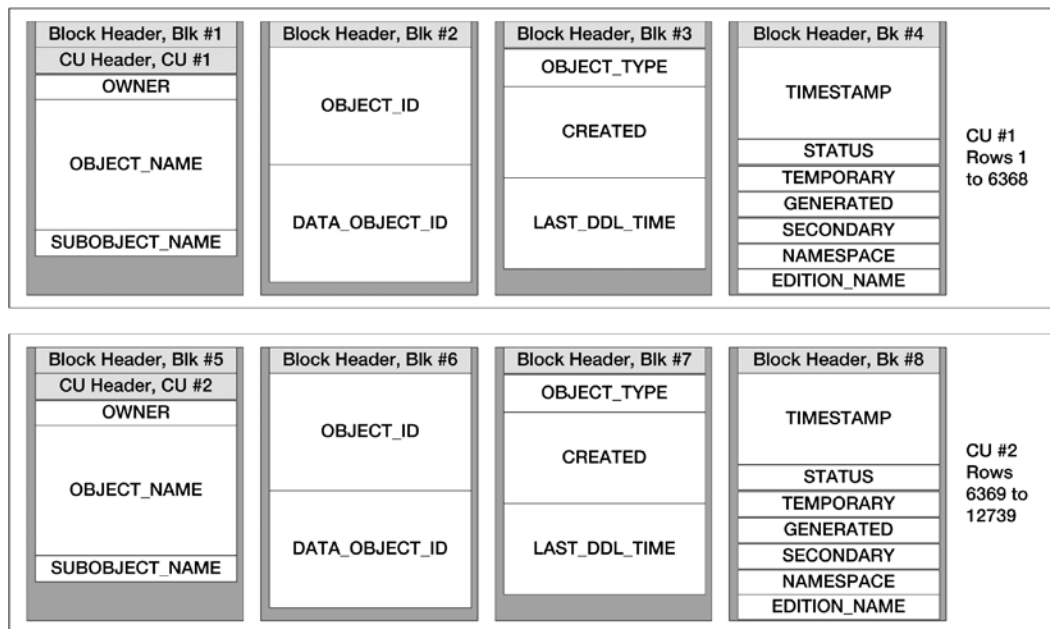 Block Header, Blk #1
CU Header, CU #1
OWNER
OBJECT_NAME
SUBOBJECT_NAME
Block Header, Blk #2
OBJECT_ID
DATA_OBJECT_ID
Block Header, Blk #3
OBJECT_TYPE
CREATED
LAST_DDL_TIME
Block Header, Bk #4
TIMESTAMP
STATUS
TEMPORARY
GENERATED
SECONDARY
NAMESPACE
EDITION_NAME
CU #1
Rows 1
to 6368
Block Header, Blk #5
CU Header, CU #2
OWNER
OBJECT_NAME
SUBOBJECT_NAME
Block Header, Blk #6
OBJECT_ID
DATA_OBJECT_ID
Block Header, Blk #7
OBJECT_TYPE
CREATED
LAST_DDL_TIME
Block Header, Bk #8
TIMESTAMP
STATUS
TEMPORARY
GENERATED
SECONDARY
NAMESPACE
EDITION_NAME
CU #2
Rows
6369 to
12739